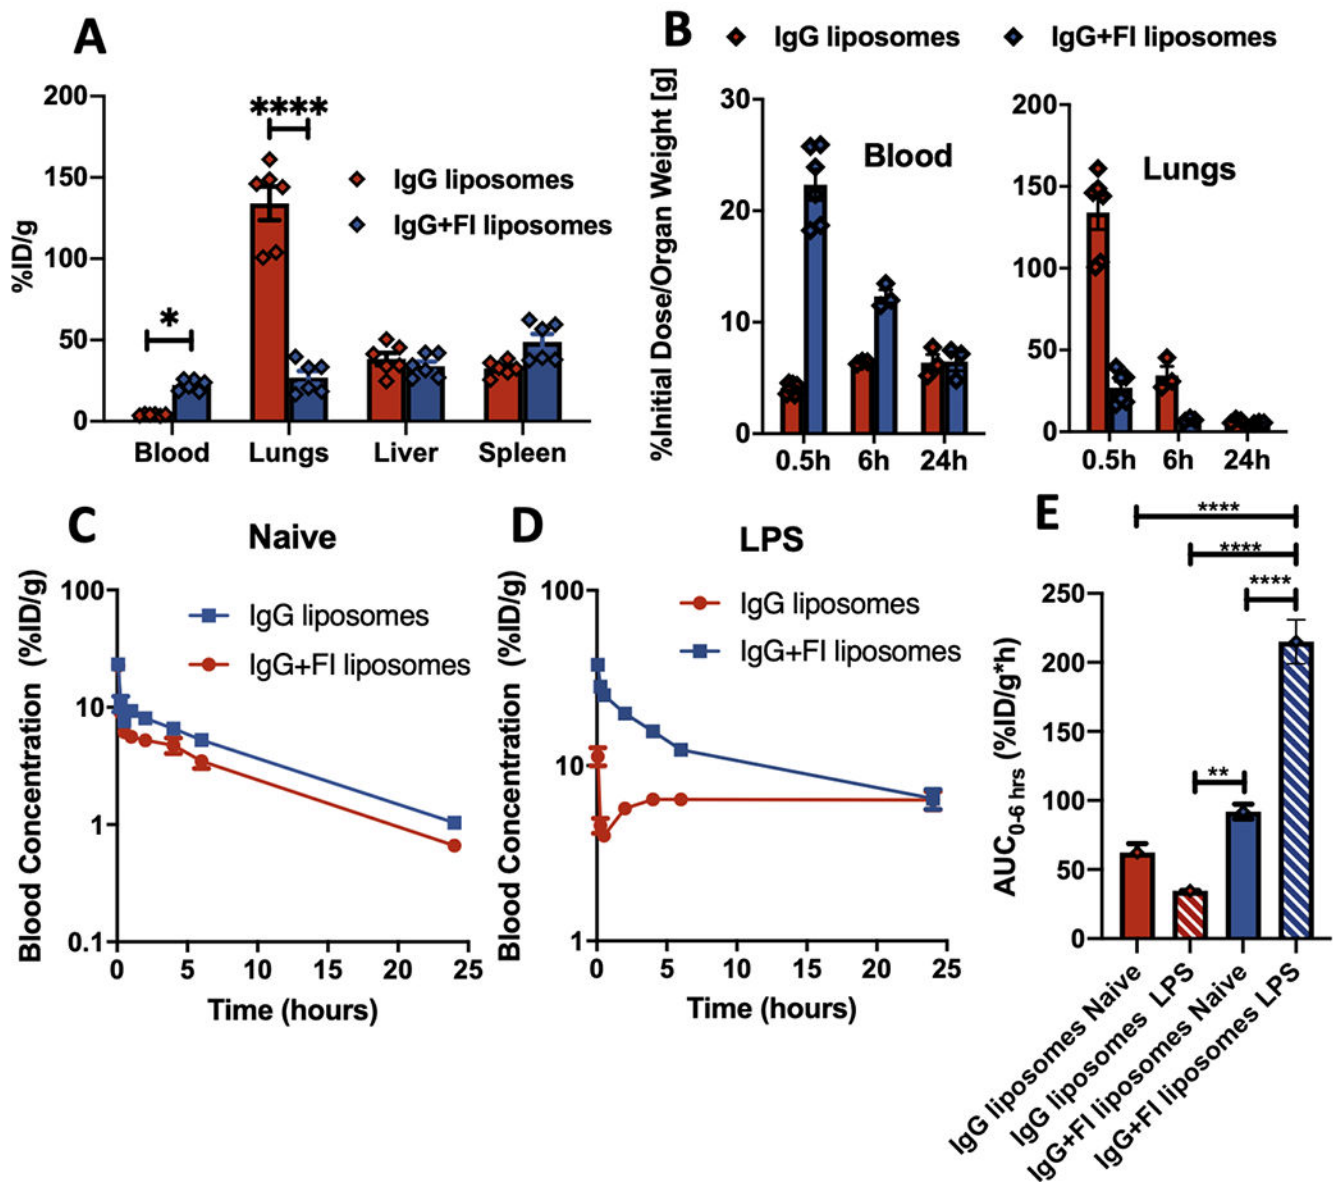 A
%ID/g
200
150
100
50
0
****
*
IgG liposomes
IgG+FI liposomes
Blood
Lungs
Liver
Spleen
B
IgG liposomes
IgG+FI liposomes
%Initial Dose/Organ Weight [g]
30
20
10
0
Blood
0.5h
6h
24h
200
150
100
50
0
Lungs
0.5h
6h
24h
C
Naive
Blood Concentration (%ID/g)
100
10
1
0.1
IgG liposomes
IgG+FI liposomes
0
5
10
15
20
25
Time (hours)
D
LPS
Blood Concentration (%ID/g)
100
10
1
IgG liposomes
IgG+FI liposomes
0
5
10
15
20
25
Time (hours)
E
****
****
****
**
AUC0-6 hrs (%ID/g*h)
250
200
150
100
50
0
IgG liposomes Naive
IgG liposomes LPS
IgG+FI liposomes Naive
IgG+FI liposomes LPS